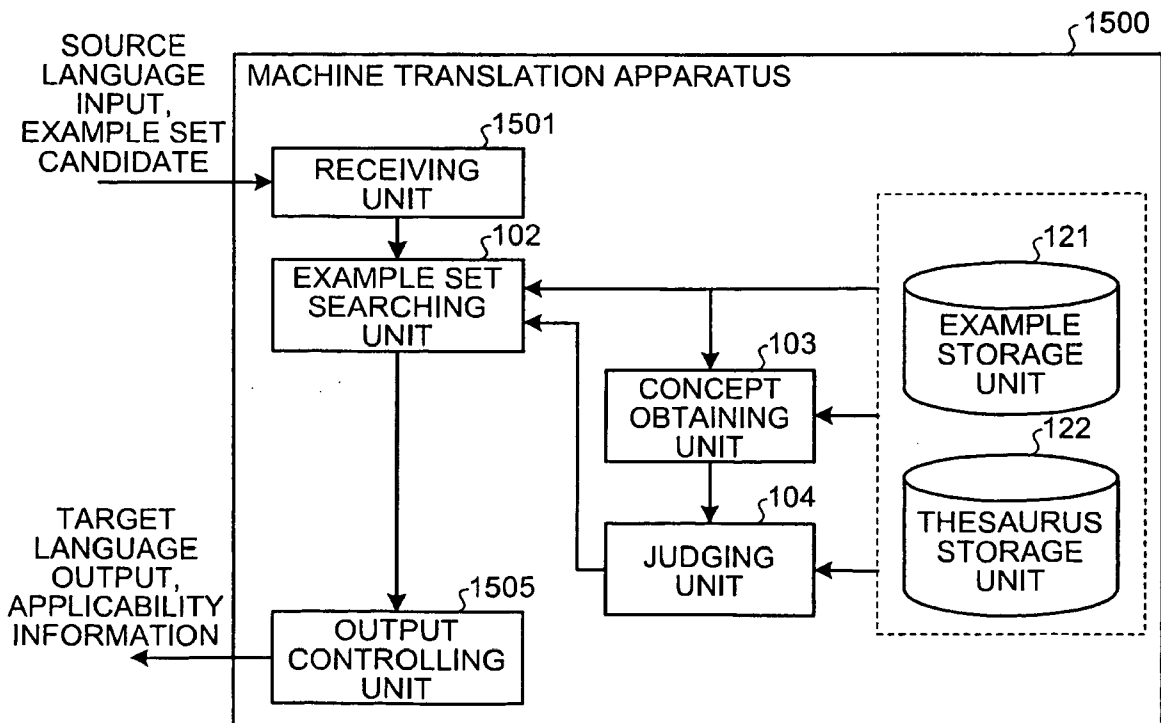 1500
SOURCE
LANGUAGE
INPUT,
EXAMPLE SET
CANDIDATE
MACHINE TRANSLATION APPARATUS
1501
RECEIVING
UNIT
102
EXAMPLE SET
SEARCHING
UNIT
103
CONCEPT
OBTAINING
UNIT
104
JUDGING
UNIT
121
EXAMPLE
STORAGE
UNIT
122
THESAURUS
STORAGE
UNIT
1505
OUTPUT
CONTROLLING
UNIT
TARGET
LANGUAGE
OUTPUT,
APPLICABILITY
INFORMATION